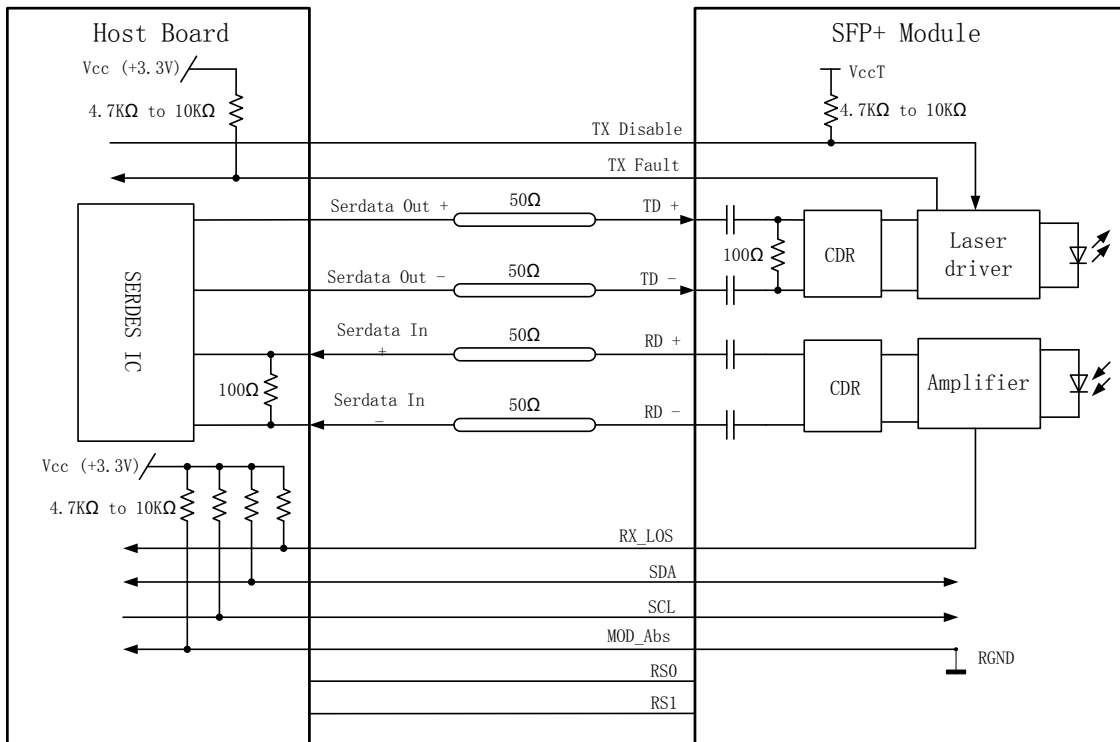 Host Board
SFP+ Module
Vcc (+3.3V)
VccT
4.7KΩ to 10KΩ
4.7KΩ to 10KΩ
TX Disable
TX Fault
Serdata Out +
50Ω
TD +
100Ω
CDR
Laser
driver
Serdata Out −
50Ω
TD −
SERDES IC
Serdata In
+
50Ω
RD +
100Ω
CDR
Amplifier
Serdata In
−
50Ω
RD −
Vcc (+3.3V)
4.7KΩ to 10KΩ
RX_LOS
SDA
SCL
MOD_Abs
RGND
RS0
RS1